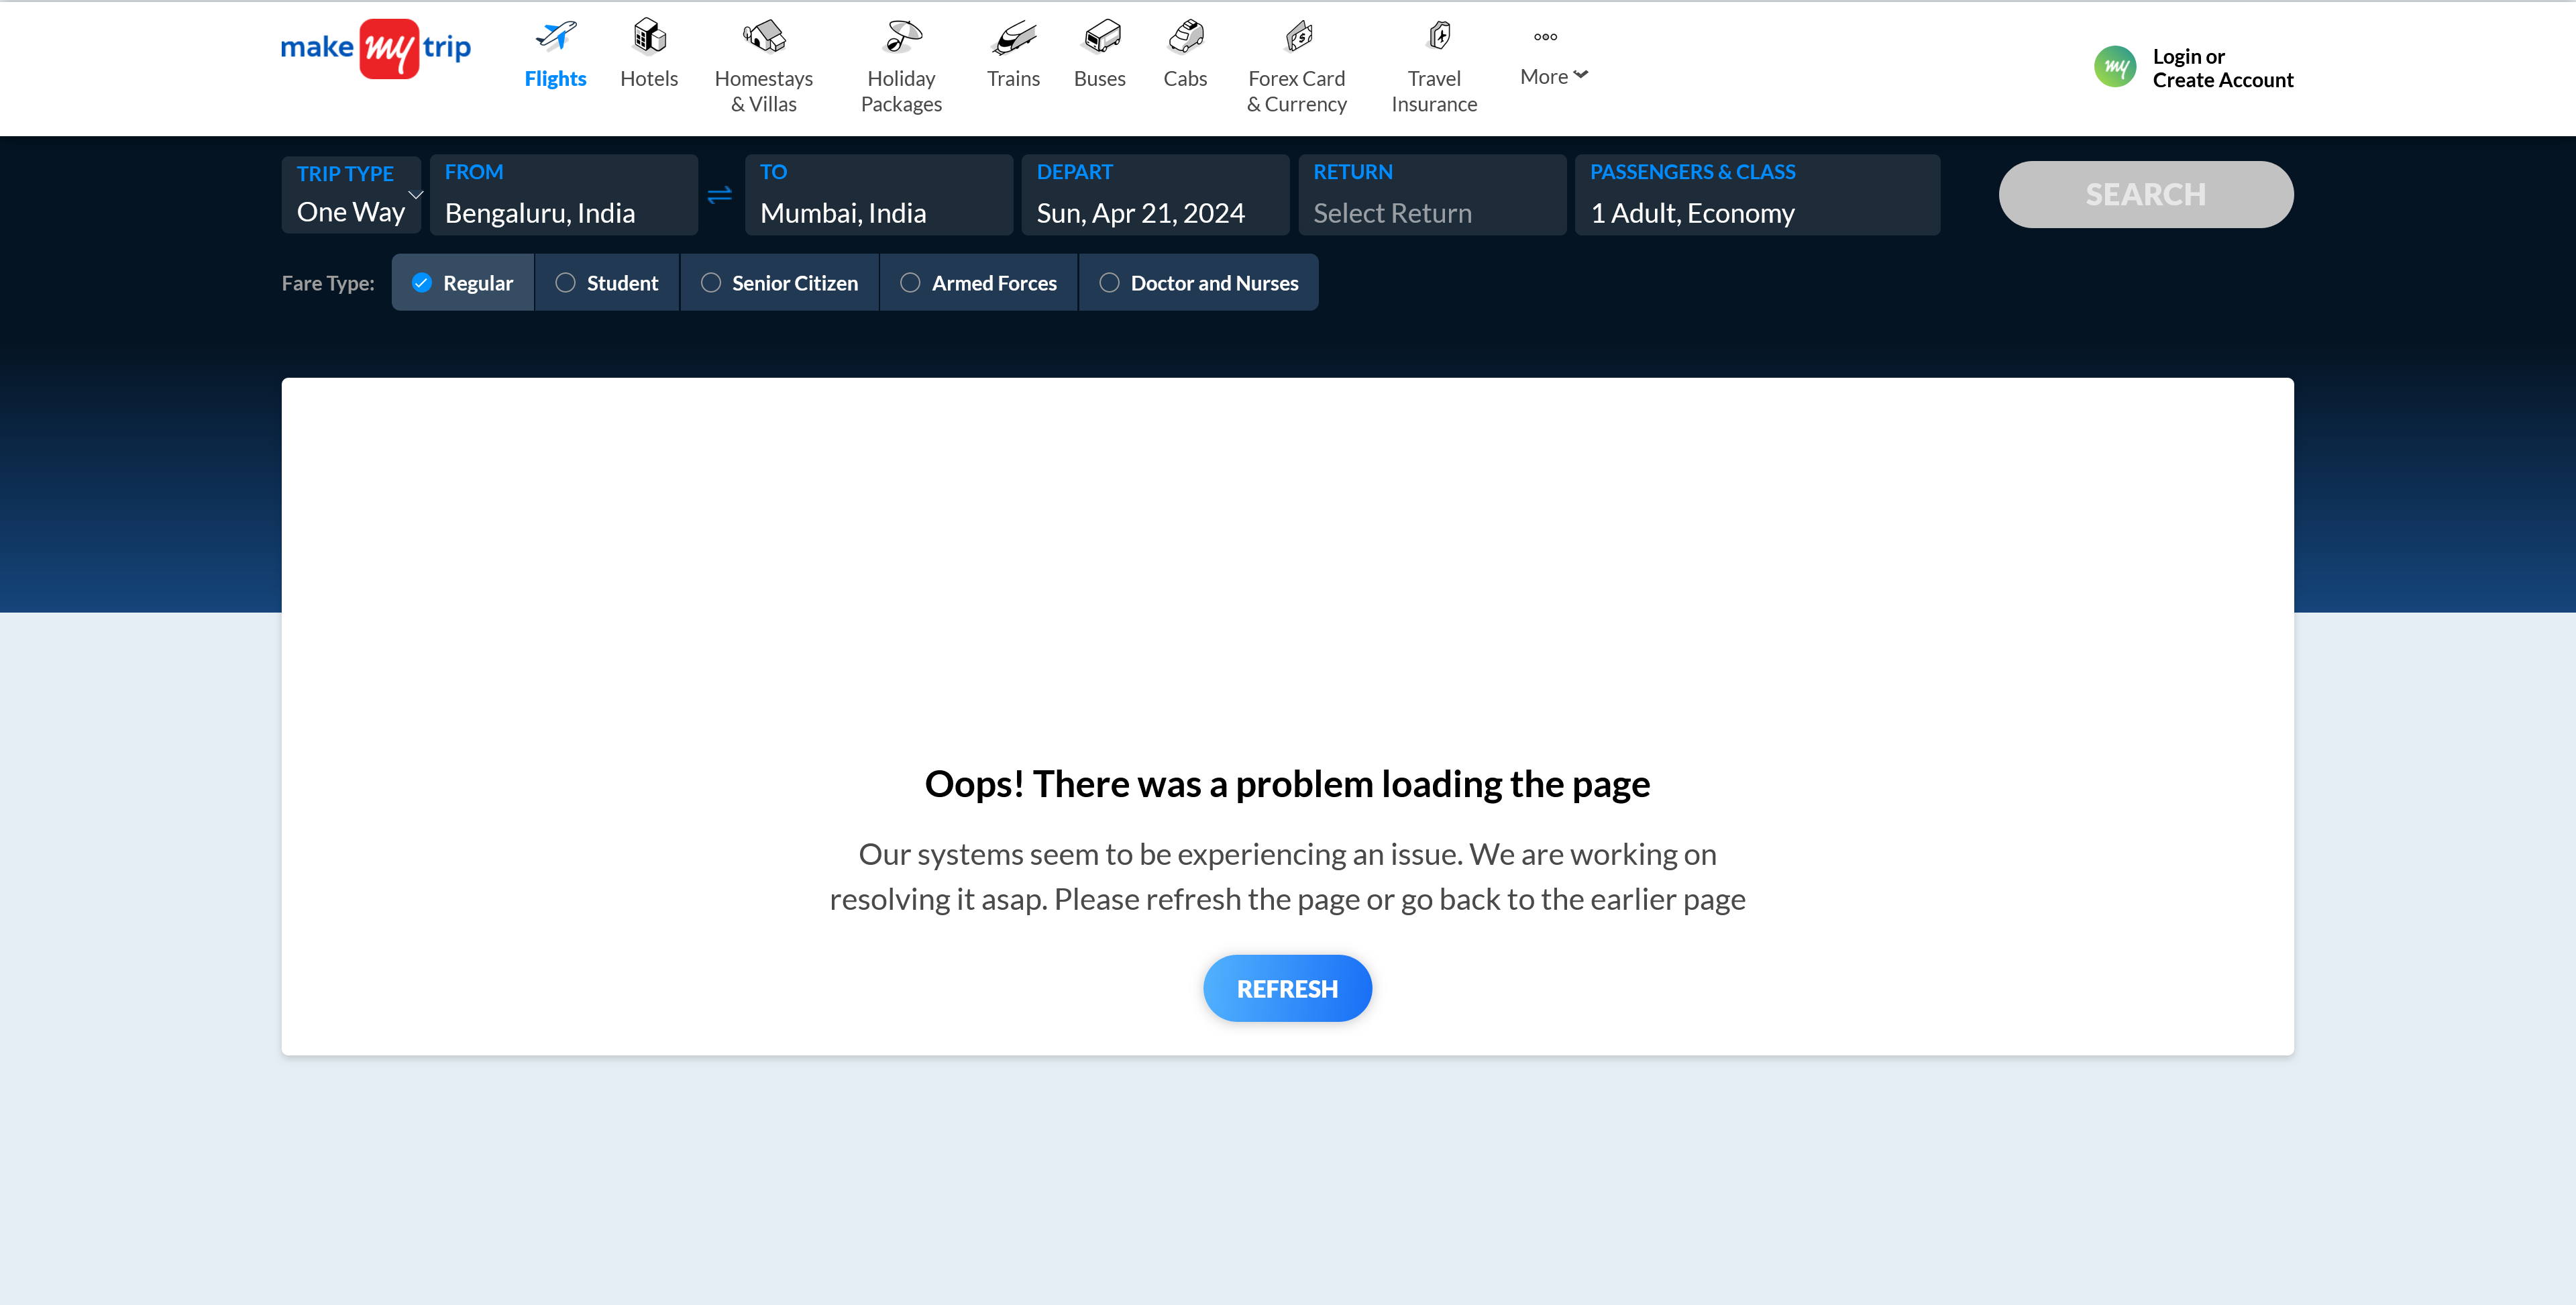 make my trip
Flights
Hotels
Homestays
& Villas
Holiday
Packages
Trains
Buses
Cabs
Forex Card
& Currency
Travel
Insurance
More
my
Login or
Create Account
TRIP TYPE
One Way
FROM
Bengaluru, India
TO
Mumbai, India
DEPART
Sun, Apr 21, 2024
RETURN
Select Return
PASSENGERS & CLASS
1 Adult, Economy
SEARCH
Fare Type:
Regular
Student
Senior Citizen
Armed Forces
Doctor and Nurses
Oops! There was a problem loading the page
Our systems seem to be experiencing an issue. We are working on
resolving it asap. Please refresh the page or go back to the earlier page
REFRESH